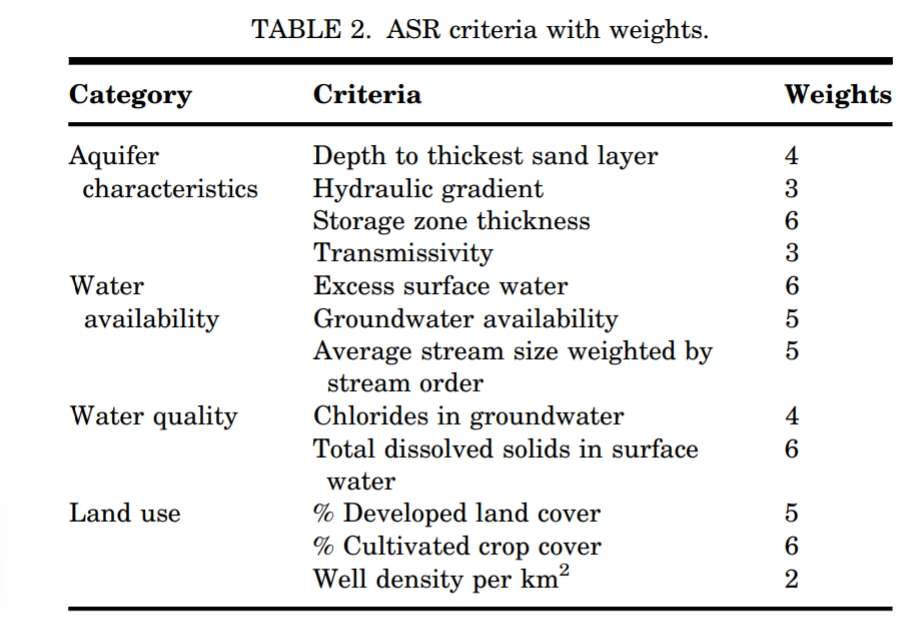 TABLE 2. ASR criteria with weights.
Category Criteria Weights
Aquifer Depth to thickest sand layer 4
characteristics Hydraulic gradient 3
Storage zone thickness 6
Transmissivity 3
Water Excess surface water 6
availability Groundwater availability 5
Average stream size weighted by 5
stream order
Water quality Chlorides in groundwater 4
Total dissolved solids in surface 6
water
Land use % Developed land cover 5
% Cultivated crop cover 6
Well density per km² 2